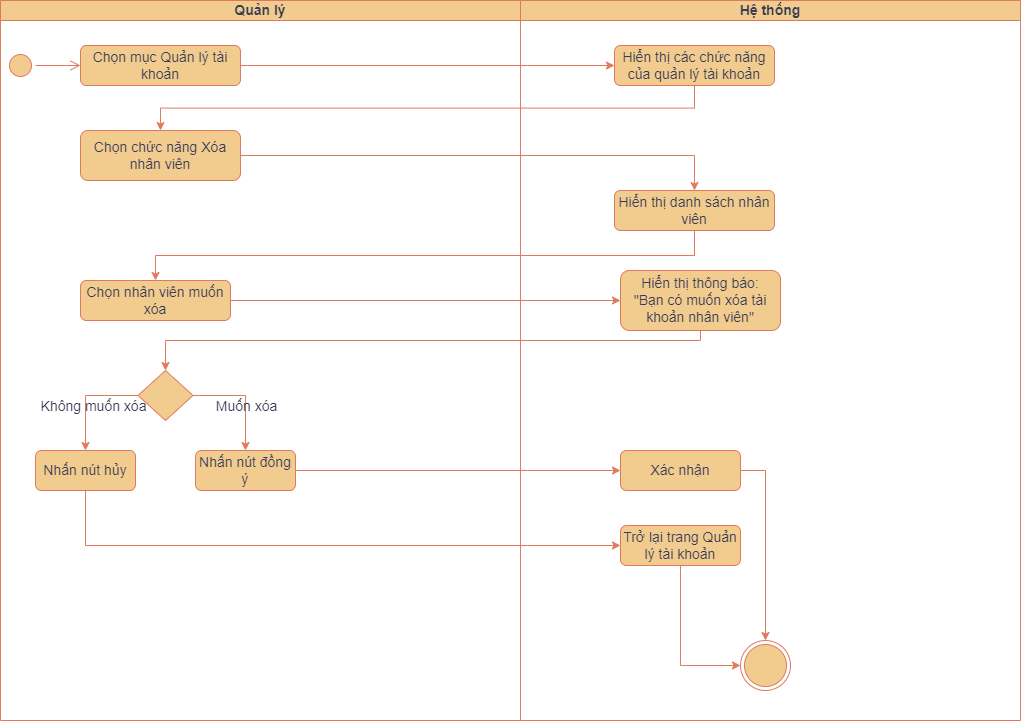 Quản lý
Hệ thống
Chọn mục Quản lý tài
khoản
Hiển thị các chức năng
của quản lý tài khoản
Chọn chức năng Xóa
nhân viên
Hiển thị danh sách nhân
viên
Chọn nhân viên muốn
xóa
Hiển thị thông báo:
"Bạn có muốn xóa tài
khoản nhân viên"
Không muốn xóa
Muốn xóa
Nhấn nút hủy
Nhấn nút đồng
ý
Xác nhận
Trở lại trang Quản
lý tài khoản